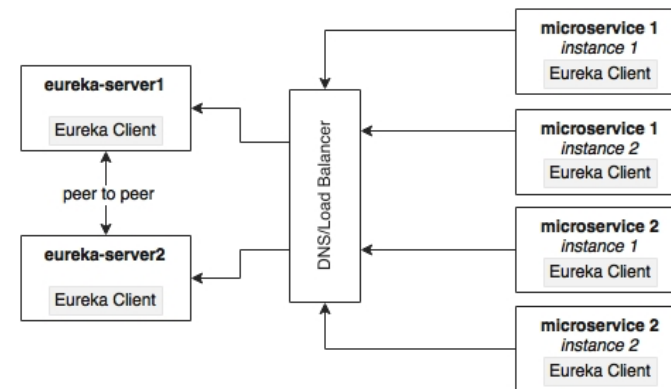 eureka-server1
Eureka Client
peer to peer
eureka-server2
Eureka Client
DNS/Load Balancer
microservice 1
instance 1
Eureka Client
microservice 1
instance 2
Eureka Client
microservice 2
instance 1
Eureka Client
microservice 2
instance 2
Eureka Client